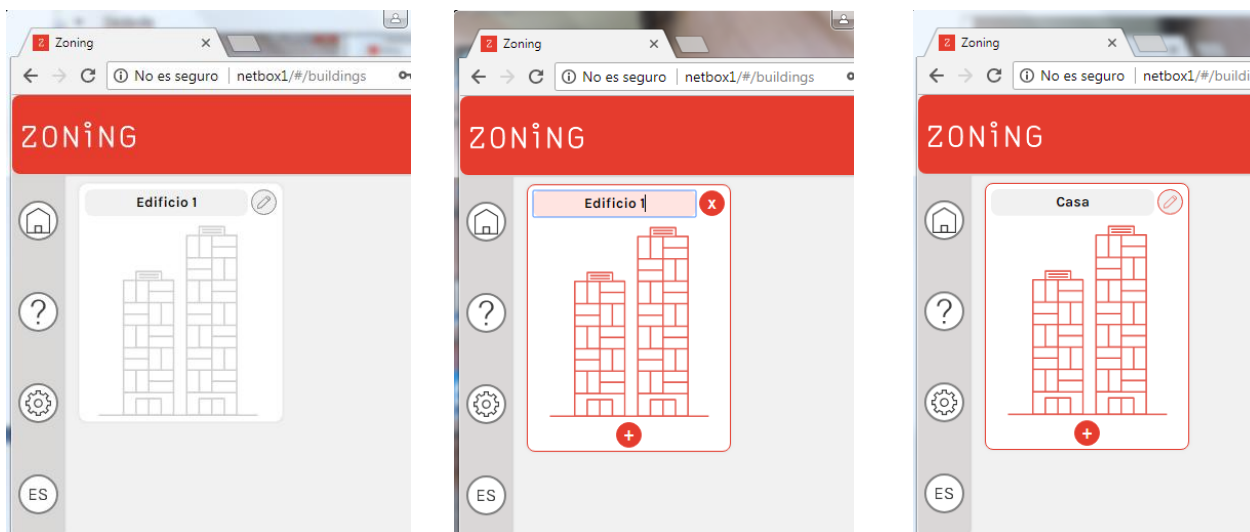 Z Zoning
No es seguro netbox1/#/buildings
ZONiNG
Edificio 1
?
ES
Z Zoning
No es seguro netbox1/#/buildings
ZONiNG
Edificio 1 x
?
+
ES
Z Zoning
No es seguro netbox1/#/buildi
ZONiNG
Casa
?
+
ES